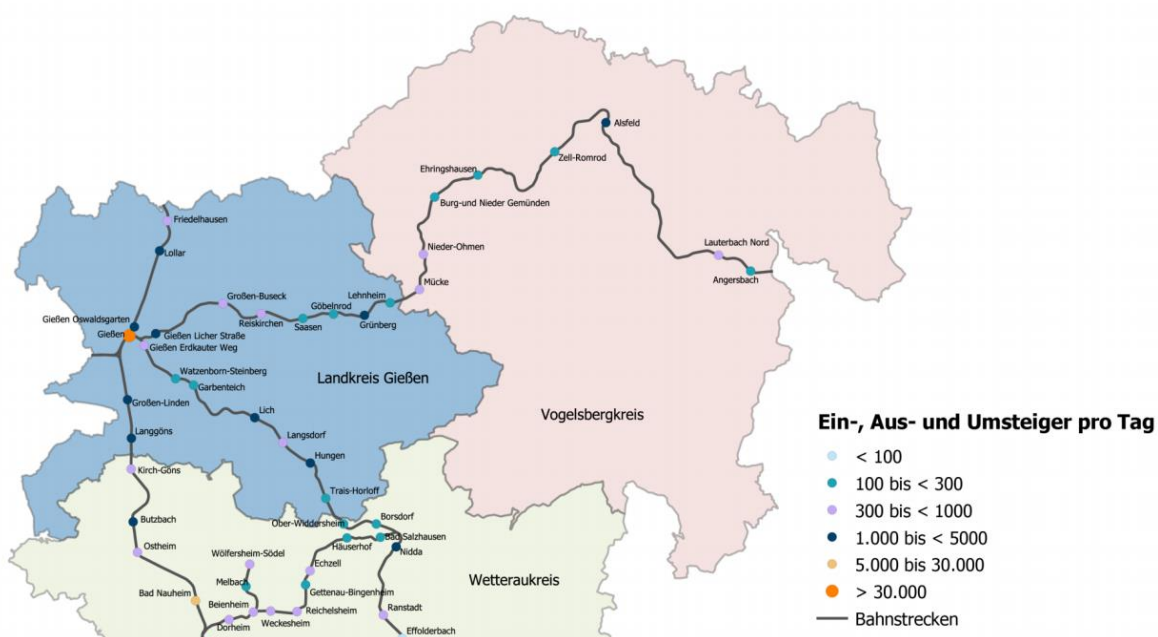 Alsfeld
Zell-Romrod
Ehringshausen
Burg-und Nieder Gemünden
Friedelhausen
Nieder-Ohmen
Lauterbach Nord
Lollar
Angersbach
Mücke
Großen-Buseck
Lehnheim
Göbelnrod
Gießen Oswaldsgarten
Reiskirchen
Saasen
Grünberg
Gießen
Gießen Licher Straße
Gießen Erdkauter Weg
Watzenborn-Steinberg
Landkreis Gießen
Garbenteich
Großen-Linden
Lich
Vogelsbergkreis
Langgöns
Langsdorf
Hungen
Kirch-Göns
Trais-Horloff
Butzbach
Ober-Widdersheim
Borsdorf
Bad Salzhausen
Häuserhof
Ostheim
Nidda
Wölfersheim-Södel
Echzell
Melbach
Wetteraukreis
Gettenau-Bingenheim
Bad Nauheim
Beienheim
Reichelsheim
Ranstadt
Weckesheim
Dorheim
Effolderbach
Ein-, Aus- und Umsteiger pro Tag
< 100
100 bis < 300
300 bis < 1000
1.000 bis < 5000
5.000 bis 30.000
> 30.000
Bahnstrecken